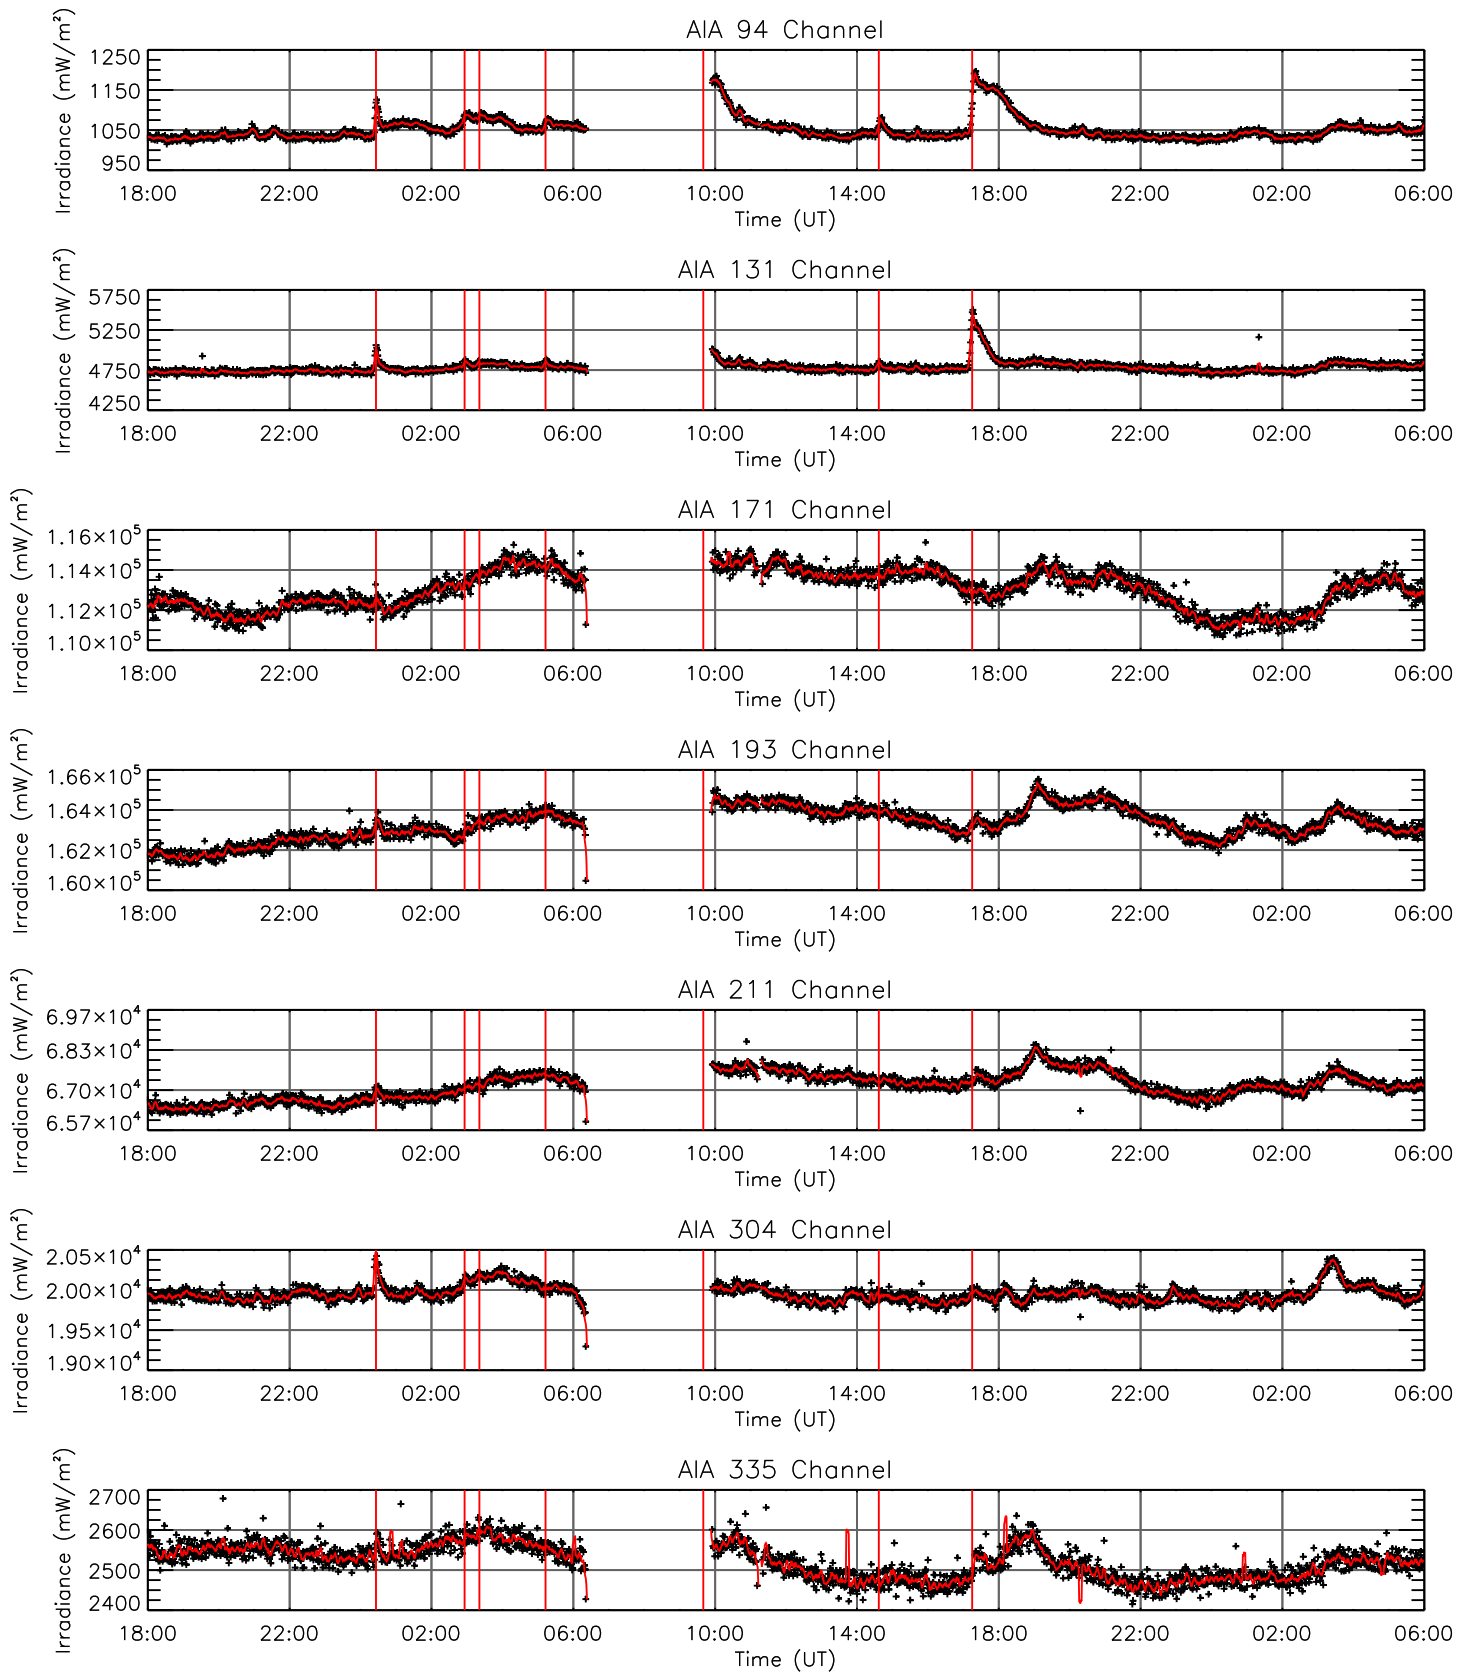 AIA 94 Channel
Irradiance (mW/m²)
1250
1150
1050
950
18:00 22:00 02:00 06:00 10:00 14:00 18:00 22:00 02:00 06:00
Time (UT)
AIA 131 Channel
Irradiance (mW/m²)
5750
5250
4750
4250
18:00 22:00 02:00 06:00 10:00 14:00 18:00 22:00 02:00 06:00
Time (UT)
AIA 171 Channel
Irradiance (mW/m²)
1.16×10⁵
1.14×10⁵
1.12×10⁵
1.10×10⁵
18:00 22:00 02:00 06:00 10:00 14:00 18:00 22:00 02:00 06:00
Time (UT)
AIA 193 Channel
Irradiance (mW/m²)
1.66×10⁵
1.64×10⁵
1.62×10⁵
1.60×10⁵
18:00 22:00 02:00 06:00 10:00 14:00 18:00 22:00 02:00 06:00
Time (UT)
AIA 211 Channel
Irradiance (mW/m²)
6.97×10⁴
6.83×10⁴
6.70×10⁴
6.57×10⁴
18:00 22:00 02:00 06:00 10:00 14:00 18:00 22:00 02:00 06:00
Time (UT)
AIA 304 Channel
Irradiance (mW/m²)
2.05×10⁴
2.00×10⁴
1.95×10⁴
1.90×10⁴
18:00 22:00 02:00 06:00 10:00 14:00 18:00 22:00 02:00 06:00
Time (UT)
AIA 335 Channel
Irradiance (mW/m²)
2700
2600
2500
2400
18:00 22:00 02:00 06:00 10:00 14:00 18:00 22:00 02:00 06:00
Time (UT)